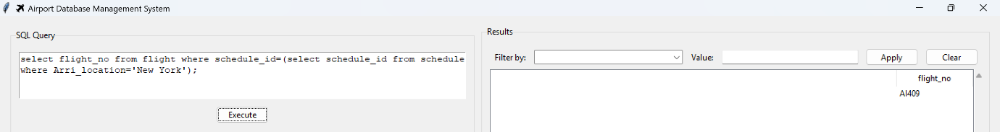 Airport Database Management System
SQL Query
select flight_no from flight where schedule_id=(select schedule_id from schedule
where Arri_location='New York');
Execute
Results
Filter by:
Value:
Apply
Clear
flight_no
AI409